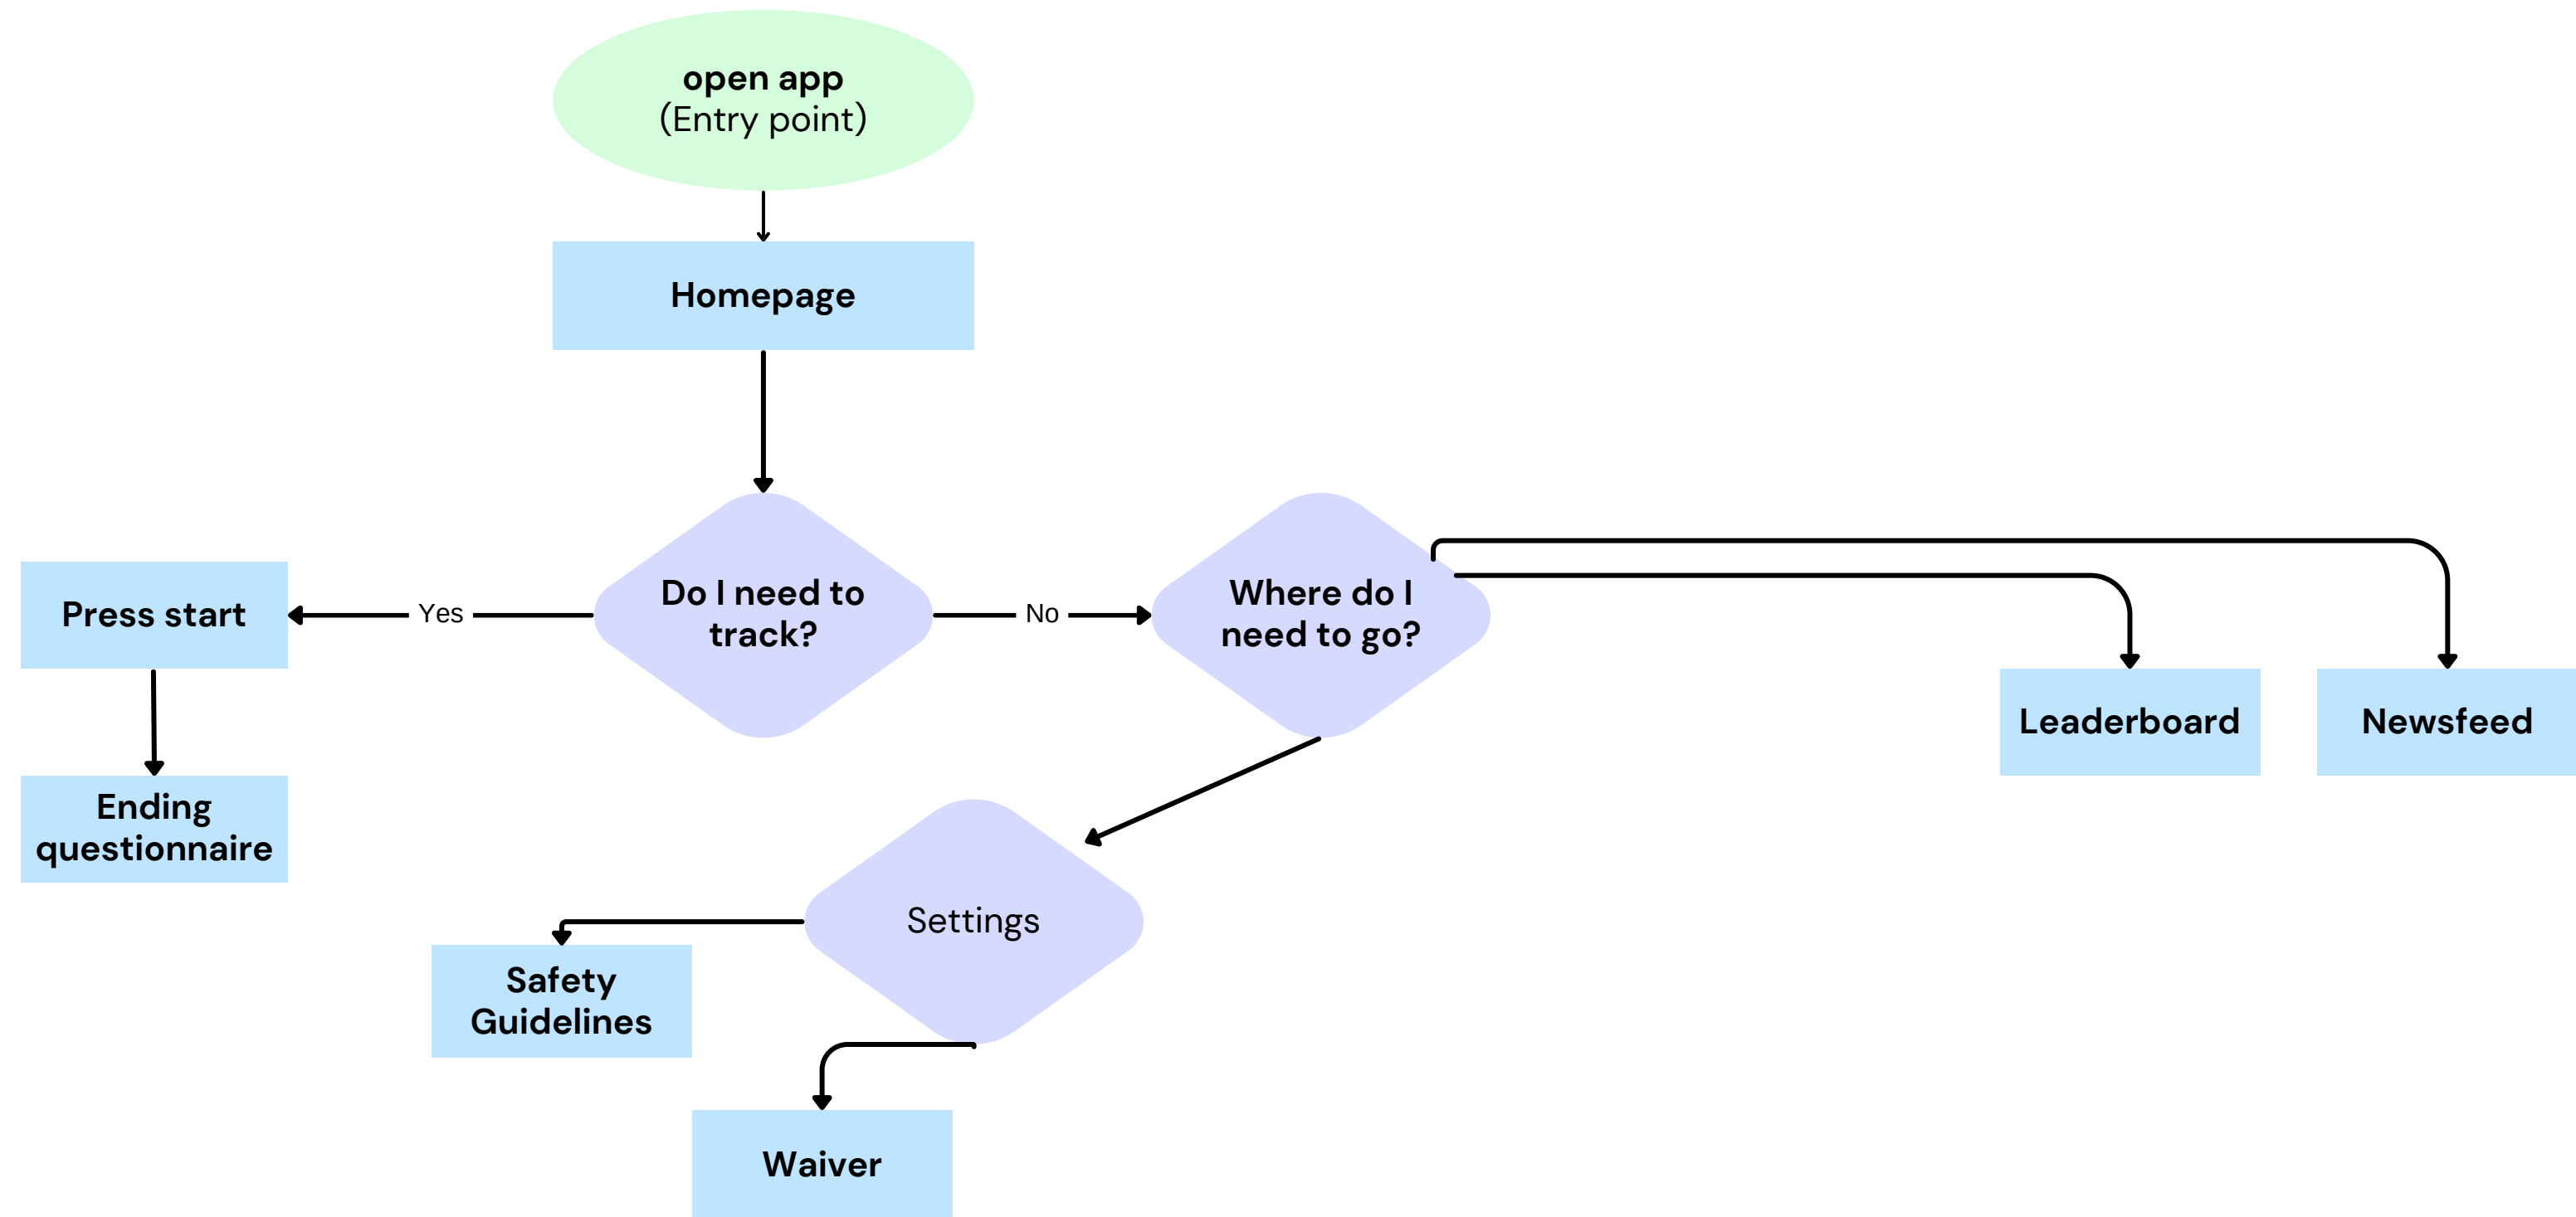 open app
(Entry point)
Homepage
Do I need to
track?
Yes
No
Where do I
need to go?
Press start
Ending
questionnaire
Leaderboard
Newsfeed
Settings
Safety
Guidelines
Waiver